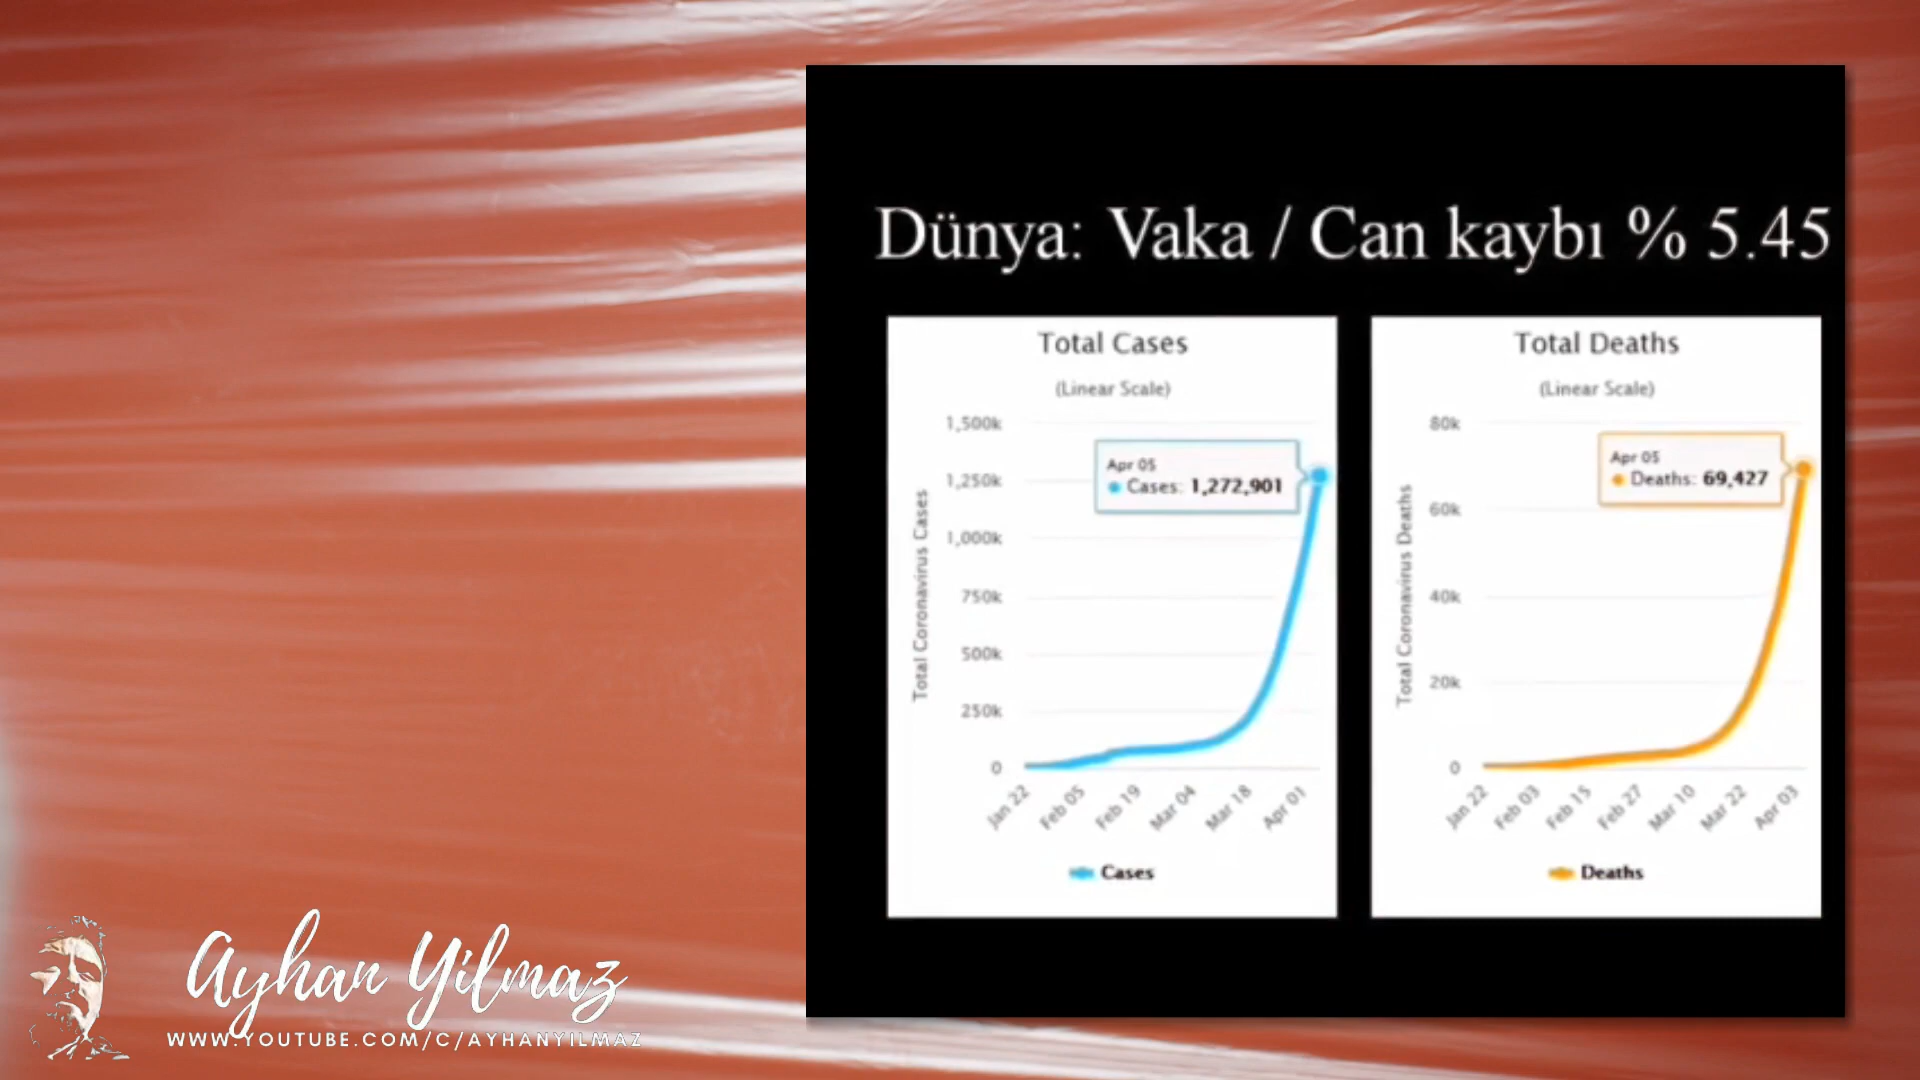 Dünya: Vaka / Can kaybı % 5.45
Total Cases
(Linear Scale)
Total Coronavirus Cases
1,500k
1,250k
1,000k
750k
500k
250k
0
Apr 05
Cases: 1,272,901
Jan 22
Feb 05
Feb 19
Mar 04
Mar 18
Apr 01
Cases
Total Deaths
(Linear Scale)
Total Coronavirus Deaths
80k
60k
40k
20k
0
Apr 05
Deaths: 69,427
Jan 22
Feb 03
Feb 15
Feb 27
Mar 10
Mar 22
Apr 03
Deaths
Ayhan Yilmaz
WWW.YOUTUBE.COM/C/AYHANYILMAZ